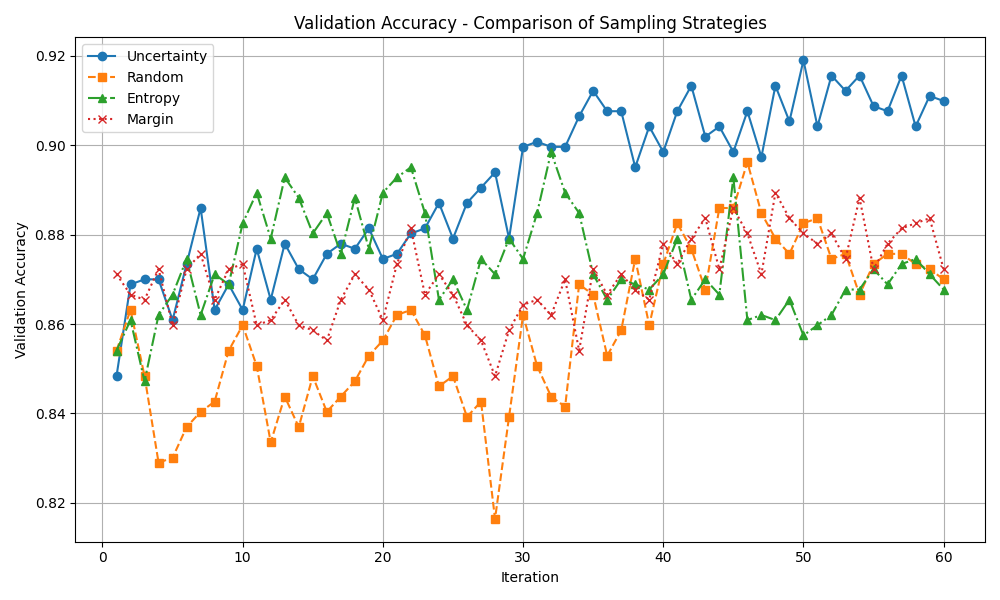 Validation Accuracy - Comparison of Sampling Strategies
Uncertainty
Random
Entropy
Margin
Validation Accuracy
0.92
0.90
0.88
0.86
0.84
0.82
0
10
20
30
40
50
60
Iteration